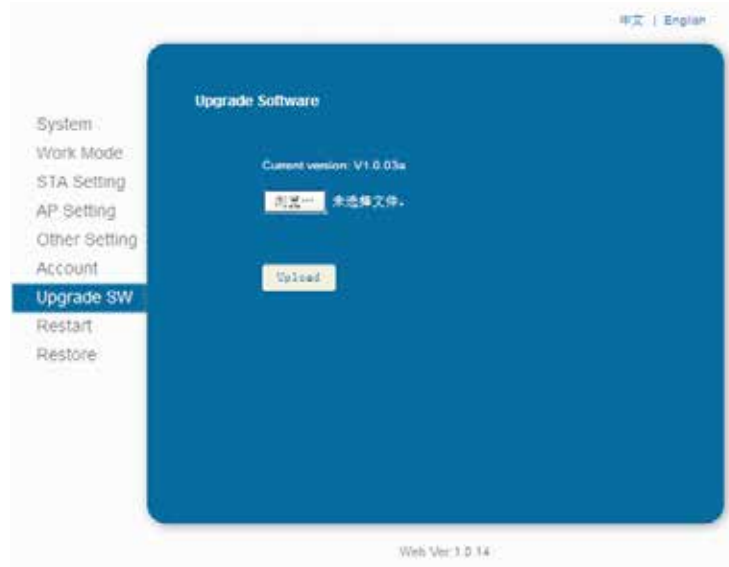 中文 | English
Upgrade Software
System
Work Mode
STA Setting
AP Setting
Other Setting
Account
Upgrade SW
Restart
Restore
Current version: V1.0.03a
浏览… 未选择文件。
Upload
Web Ver:1.0.14